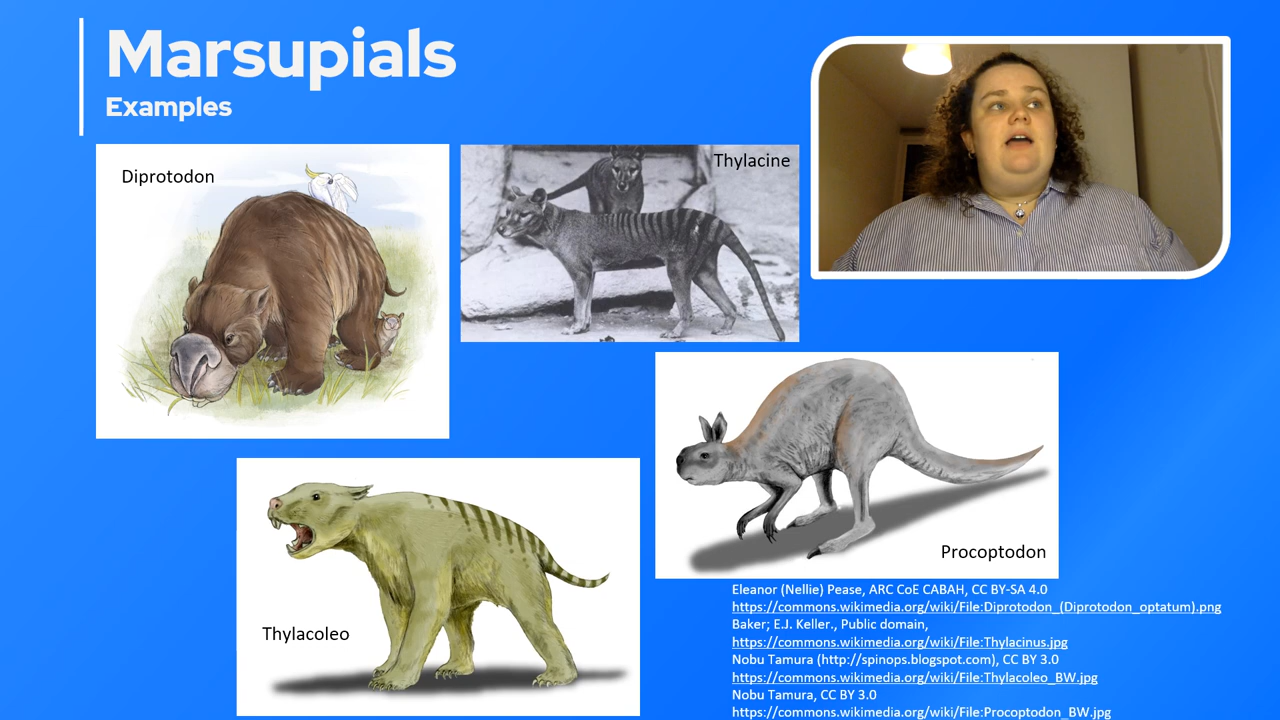 Marsupials
Examples
Diprotodon
Thylacine
Procoptodon
Thylacoleo
Eleanor (Nellie) Pease, ARC CoE CABAH, CC BY-SA 4.0
https://commons.wikimedia.org/wiki/File:Diprotodon_(Diprotodon_optatum).png
Baker; E.J. Keller., Public domain,
https://commons.wikimedia.org/wiki/File:Thylacinus.jpg
Nobu Tamura (http://spinops.blogspot.com), CC BY 3.0
https://commons.wikimedia.org/wiki/File:Thylacoleo_BW.jpg
Nobu Tamura, CC BY 3.0
https://commons.wikimedia.org/wiki/File:Procoptodon_BW.jpg